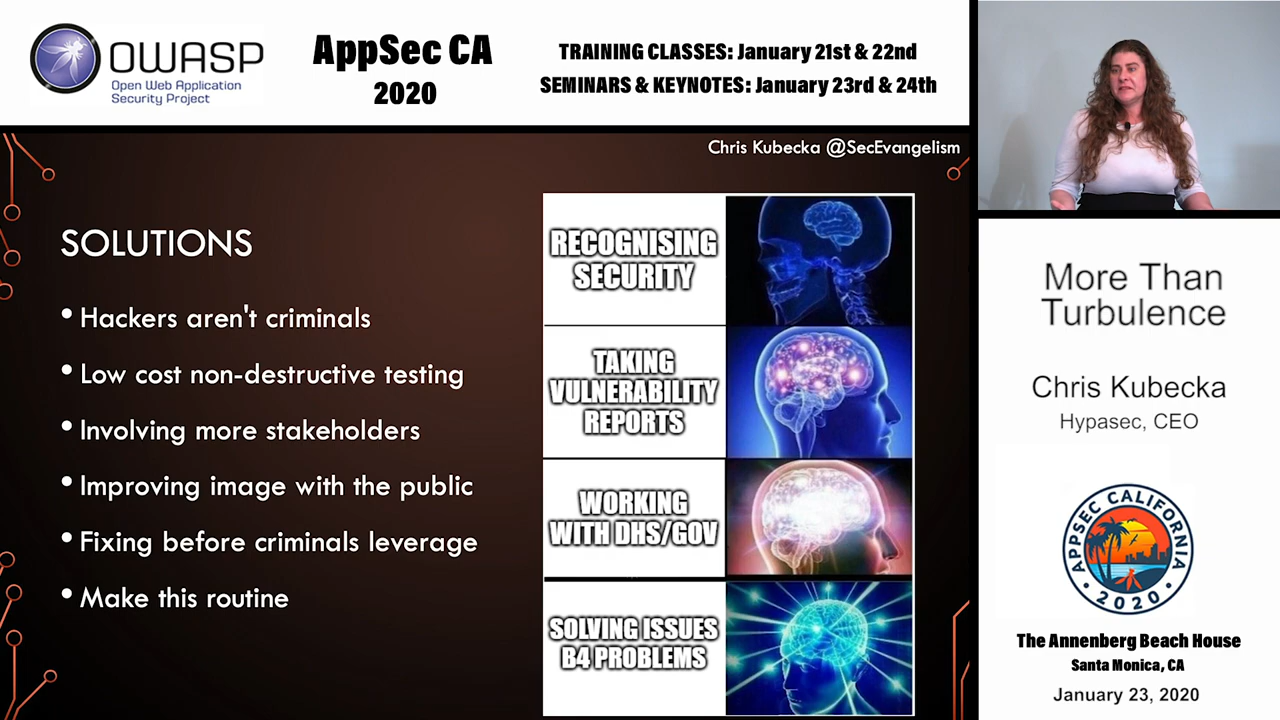 OWASP
Open Web Application
Security Project
AppSec CA
2020
TRAINING CLASSES: January 21st & 22nd
SEMINARS & KEYNOTES: January 23rd & 24th
Chris Kubecka @SecEvangelism
SOLUTIONS
• Hackers aren't criminals
• Low cost non-destructive testing
• Involving more stakeholders
• Improving image with the public
• Fixing before criminals leverage
• Make this routine
RECOGNISING
SECURITY
TAKING
VULNERABILITY
REPORTS
WORKING
WITH DHS/GOV
SOLVING ISSUES
B4 PROBLEMS
More Than
Turbulence
Chris Kubecka
Hypasec, CEO
APPSEC CALIFORNIA
• 2020 •
The Annenberg Beach House
Santa Monica, CA
January 23, 2020